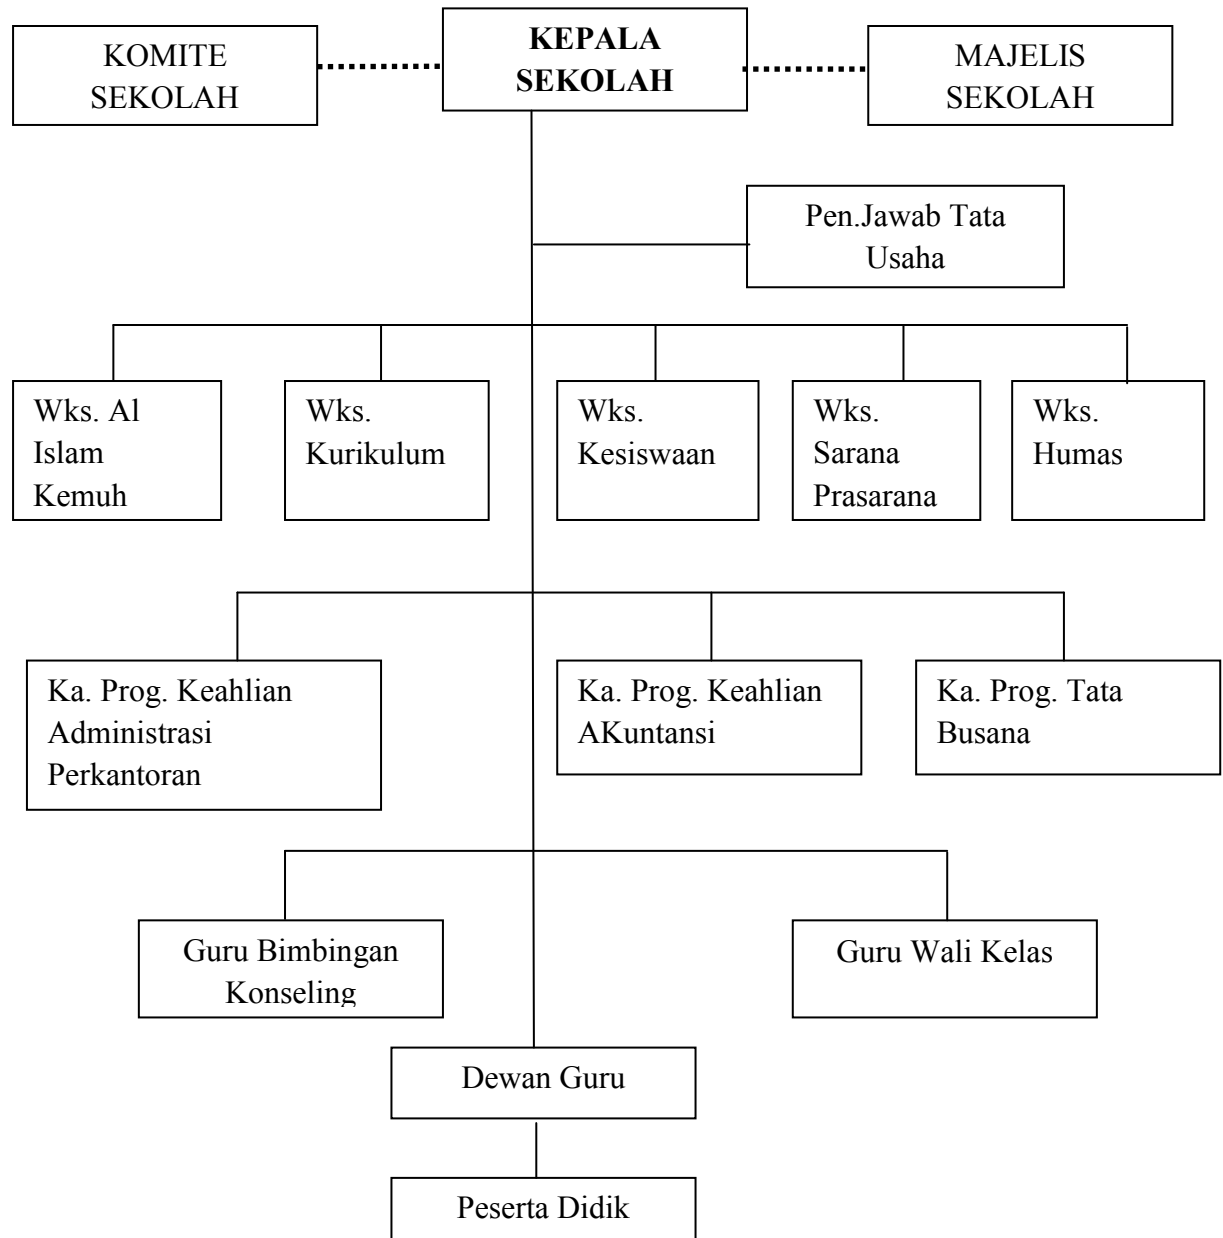 KOMITE
SEKOLAH
KEPALA
SEKOLAH
MAJELIS
SEKOLAH
Pen.Jawab Tata
Usaha
Wks. Al
Islam
Kemuh
Wks.
Kurikulum
Wks.
Kesiswaan
Wks.
Sarana
Prasarana
Wks.
Humas
Ka. Prog. Keahlian
Administrasi
Perkantoran
Ka. Prog. Keahlian
AKuntansi
Ka. Prog. Tata
Busana
Guru Bimbingan
Konseling
Guru Wali Kelas
Dewan Guru
Peserta Didik